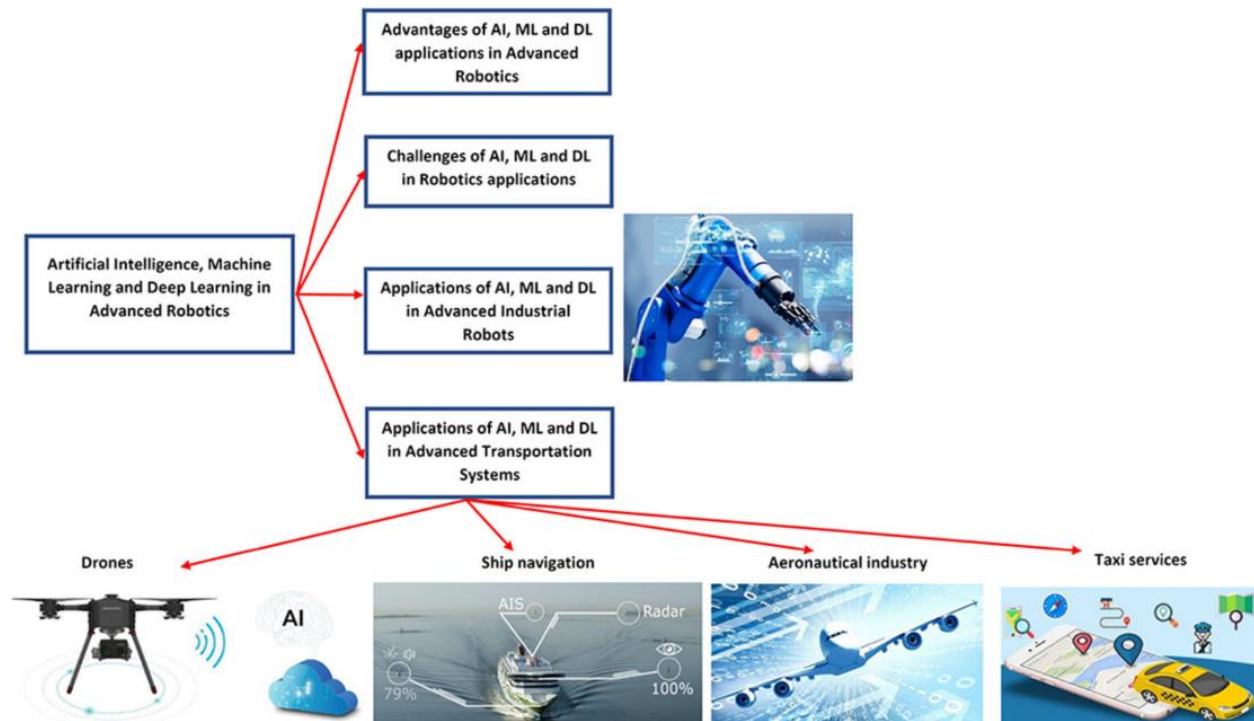 Advantages of AI, ML and DL
applications in Advanced
Robotics
Challenges of AI, ML and DL
in Robotics applications
Artificial Intelligence, Machine
Learning and Deep Learning in
Advanced Robotics
Applications of AI, ML and DL
in Advanced Industrial
Robots
Applications of AI, ML and DL
in Advanced Transportation
Systems
Drones
Ship navigation
Aeronautical industry
Taxi services
AI
AIS
Radar
79%
100%